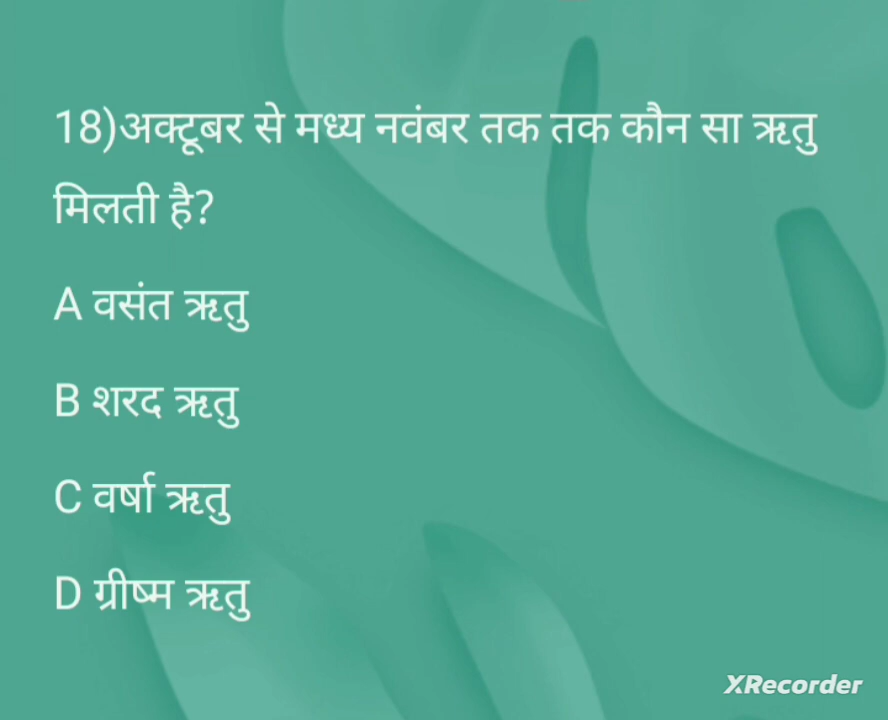 18)अक्टूबर से मध्य नवंबर तक तक कौन सा ऋतु
मिलती है?
A वसंत ऋतु
B शरद ऋतु
C वर्षा ऋतु
D ग्रीष्म ऋतु
XRecorder